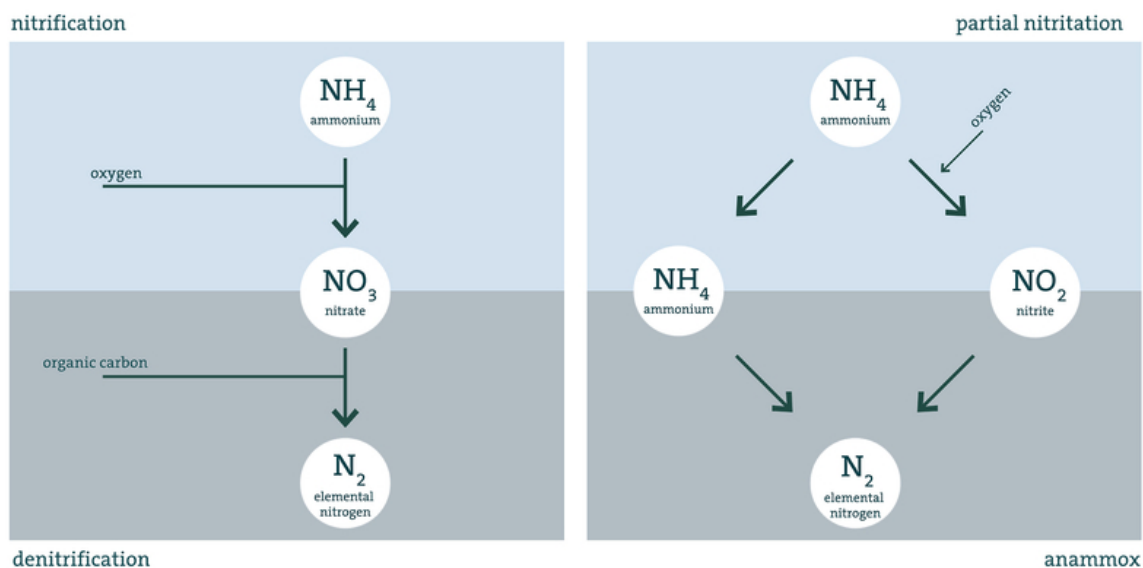 nitrification
NH4
ammonium
oxygen
NO3
nitrate
organic carbon
N2
elemental
nitrogen
denitrification
partial nitritation
NH4
ammonium
oxygen
NH4
ammonium
NO2
nitrite
N2
elemental
nitrogen
anammox